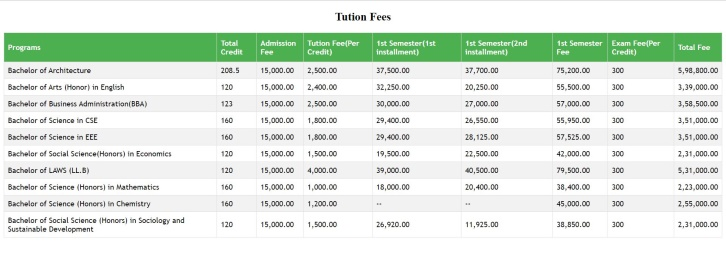 Tution Fees
Programs Total Credit Admission Fee Tution Fee(Per Credit) 1st Semester(1st installment) 1st Semester(2nd installment) 1st Semester Fee Exam Fee(Per Credit) Total Fee
Bachelor of Architecture 208.5 15,000.00 2,500.00 37,500.00 37,700.00 75,200.00 300 5,98,800.00
Bachelor of Arts (Honor) in English 120 15,000.00 2,400.00 32,250.00 20,250.00 55,500.00 300 3,39,000.00
Bachelor of Business Administration(BBA) 123 15,000.00 2,500.00 30,000.00 27,000.00 57,000.00 300 3,58,500.00
Bachelor of Science in CSE 160 15,000.00 1,800.00 29,400.00 26,550.00 55,950.00 300 3,51,000.00
Bachelor of Science in EEE 160 15,000.00 1,800.00 29,400.00 28,125.00 57,525.00 300 3,51,000.00
Bachelor of Social Science(Honors) in Economics 120 15,000.00 1,500.00 19,500.00 22,500.00 42,000.00 300 2,31,000.00
Bachelor of LAWS (LL.B) 120 15,000.00 4,000.00 39,000.00 40,500.00 79,500.00 300 5,31,000.00
Bachelor of Science (Honors) in Mathematics 160 15,000.00 1,000.00 18,000.00 20,400.00 38,400.00 300 2,23,000.00
Bachelor of Science (Honors) in Chemistry 160 15,000.00 1,200.00 -- -- 45,000.00 300 2,55,000.00
Bachelor of Social Science (Honors) in Sociology and
Sustainable Development 120 15,000.00 1,500.00 26,920.00 11,925.00 38,850.00 300 2,31,000.00